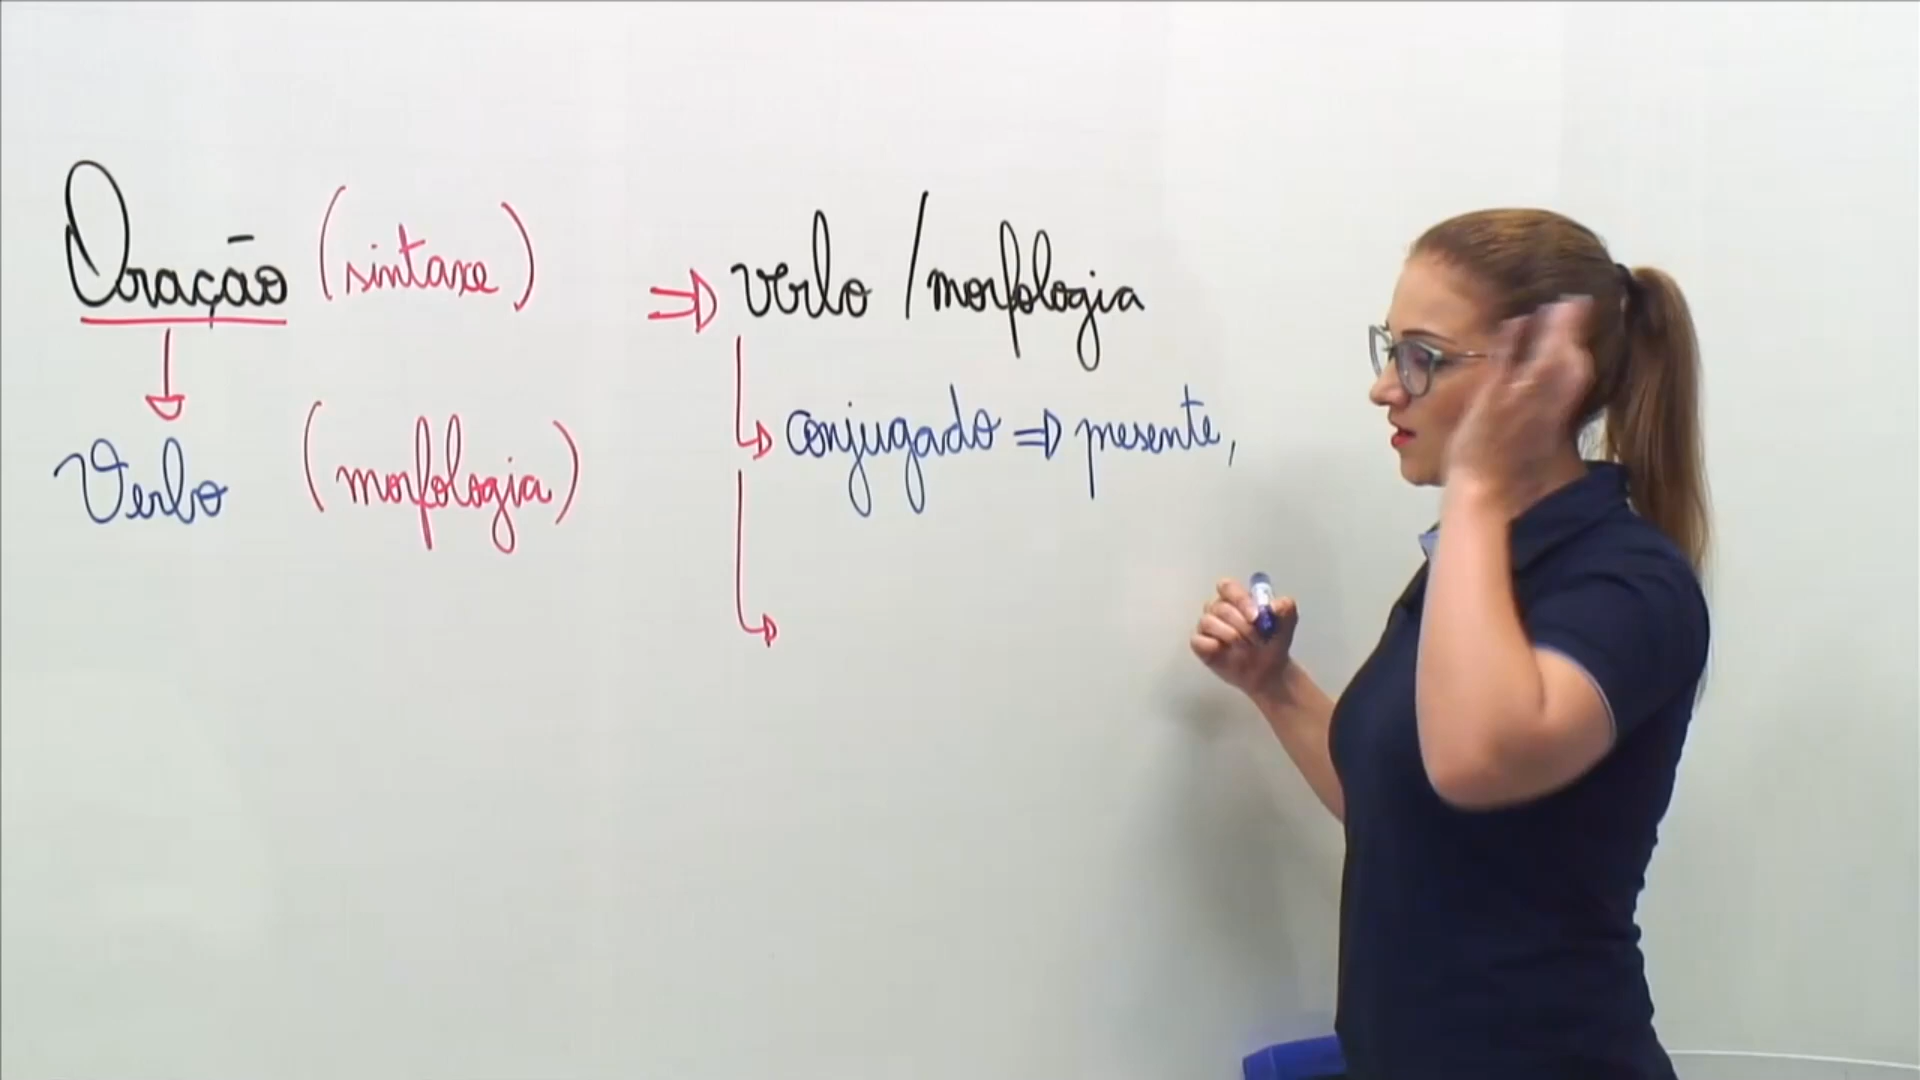 Oração (sintaxe)
Verbo (morfologia)
⇒ verbo / morfologia
↳ conjugado ⇒ presente,